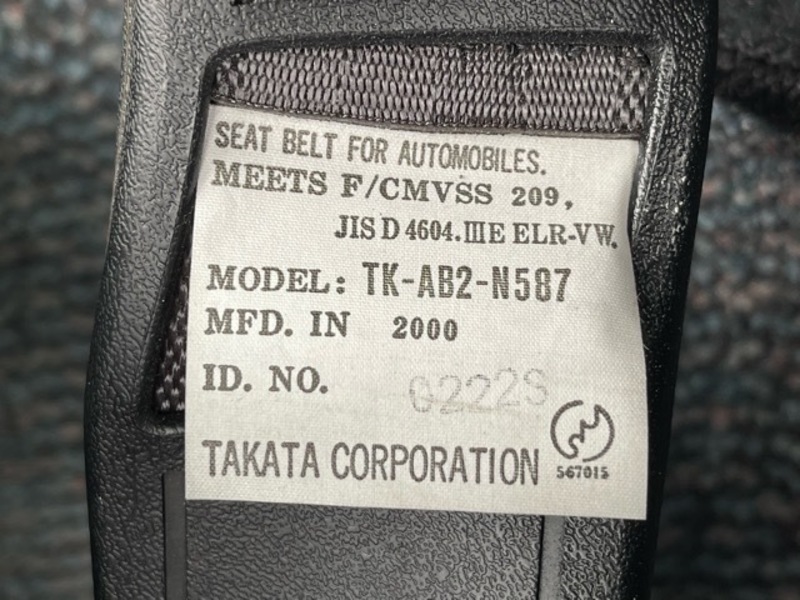 SEAT BELT FOR AUTOMOBILES.
MEETS F/CMVSS 209,
JIS D 4604.IIIE ELR-VW.
MODEL: TK-AB2-N587
MFD. IN 2000
ID. NO.
TAKATA CORPORATION
567015